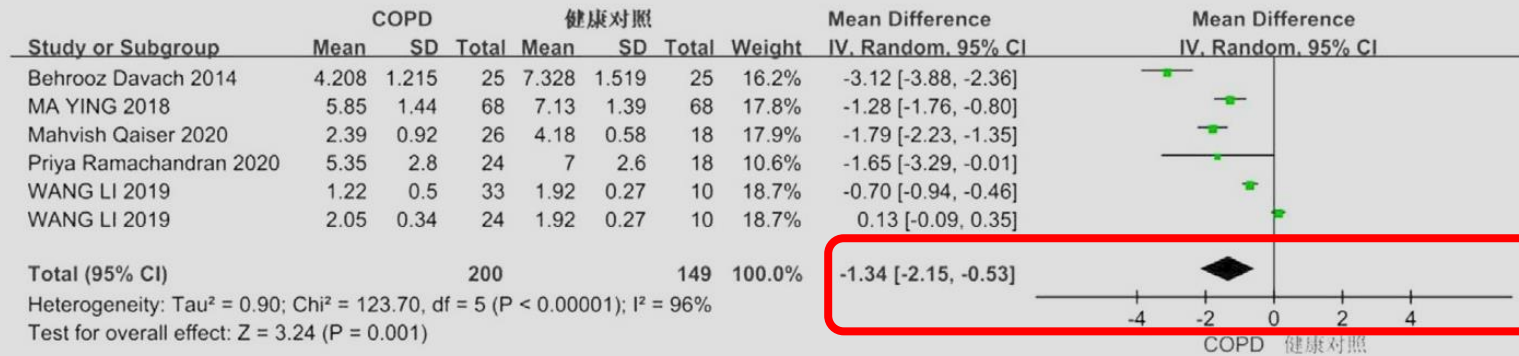 COPD 健康对照 Mean Difference Mean Difference
Study or Subgroup Mean SD Total Mean SD Total Weight IV, Random, 95% CI IV, Random, 95% CI
Behrooz Davach 2014 4.208 1.215 25 7.328 1.519 25 16.2% -3.12 [-3.88, -2.36]
MA YING 2018 5.85 1.44 68 7.13 1.39 68 17.8% -1.28 [-1.76, -0.80]
Mahvish Qaiser 2020 2.39 0.92 26 4.18 0.58 18 17.9% -1.79 [-2.23, -1.35]
Priya Ramachandran 2020 5.35 2.8 24 7 2.6 18 10.6% -1.65 [-3.29, -0.01]
WANG LI 2019 1.22 0.5 33 1.92 0.27 10 18.7% -0.70 [-0.94, -0.46]
WANG LI 2019 2.05 0.34 24 1.92 0.27 10 18.7% 0.13 [-0.09, 0.35]
Total (95% CI) 200 149 100.0% -1.34 [-2.15, -0.53]
Heterogeneity: Tau² = 0.90; Chi² = 123.70, df = 5 (P < 0.00001); I² = 96%
Test for overall effect: Z = 3.24 (P = 0.001)
-4 -2 0 2 4
COPD 健康对照